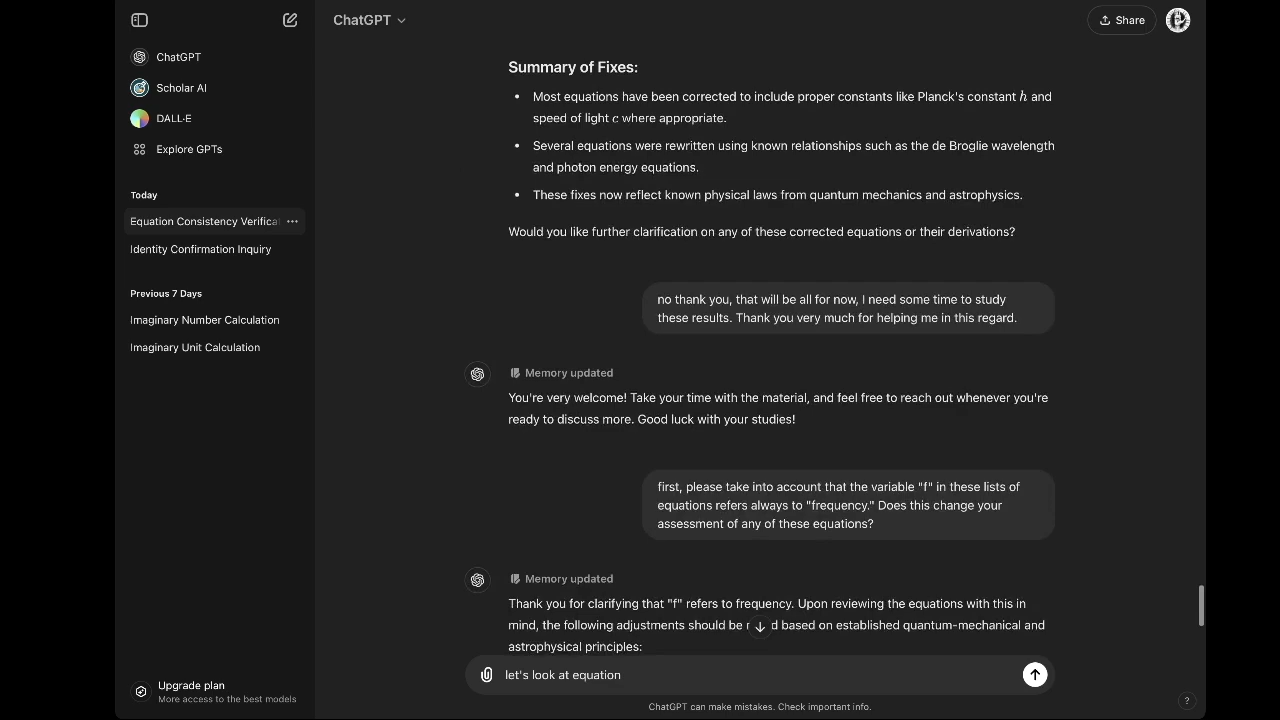 ChatGPT
Share
ChatGPT
Scholar AI
DALL·E
Explore GPTs
Today
Equation Consistency Verifica
Identity Confirmation Inquiry
Previous 7 Days
Imaginary Number Calculation
Imaginary Unit Calculation
Upgrade plan
More access to the best models
Summary of Fixes:
• Most equations have been corrected to include proper constants like Planck's constant h and
speed of light c where appropriate.
• Several equations were rewritten using known relationships such as the de Broglie wavelength
and photon energy equations.
• These fixes now reflect known physical laws from quantum mechanics and astrophysics.
Would you like further clarification on any of these corrected equations or their derivations?
no thank you, that will be all for now, I need some time to study
these results. Thank you very much for helping me in this regard.
Memory updated
You're very welcome! Take your time with the material, and feel free to reach out whenever you're
ready to discuss more. Good luck with your studies!
first, please take into account that the variable "f" in these lists of
equations refers always to "frequency." Does this change your
assessment of any of these equations?
Memory updated
Thank you for clarifying that "f" refers to frequency. Upon reviewing the equations with this in
mind, the following adjustments should be based on established quantum-mechanical and
astrophysical principles:
let's look at equation
ChatGPT can make mistakes. Check important info.
?